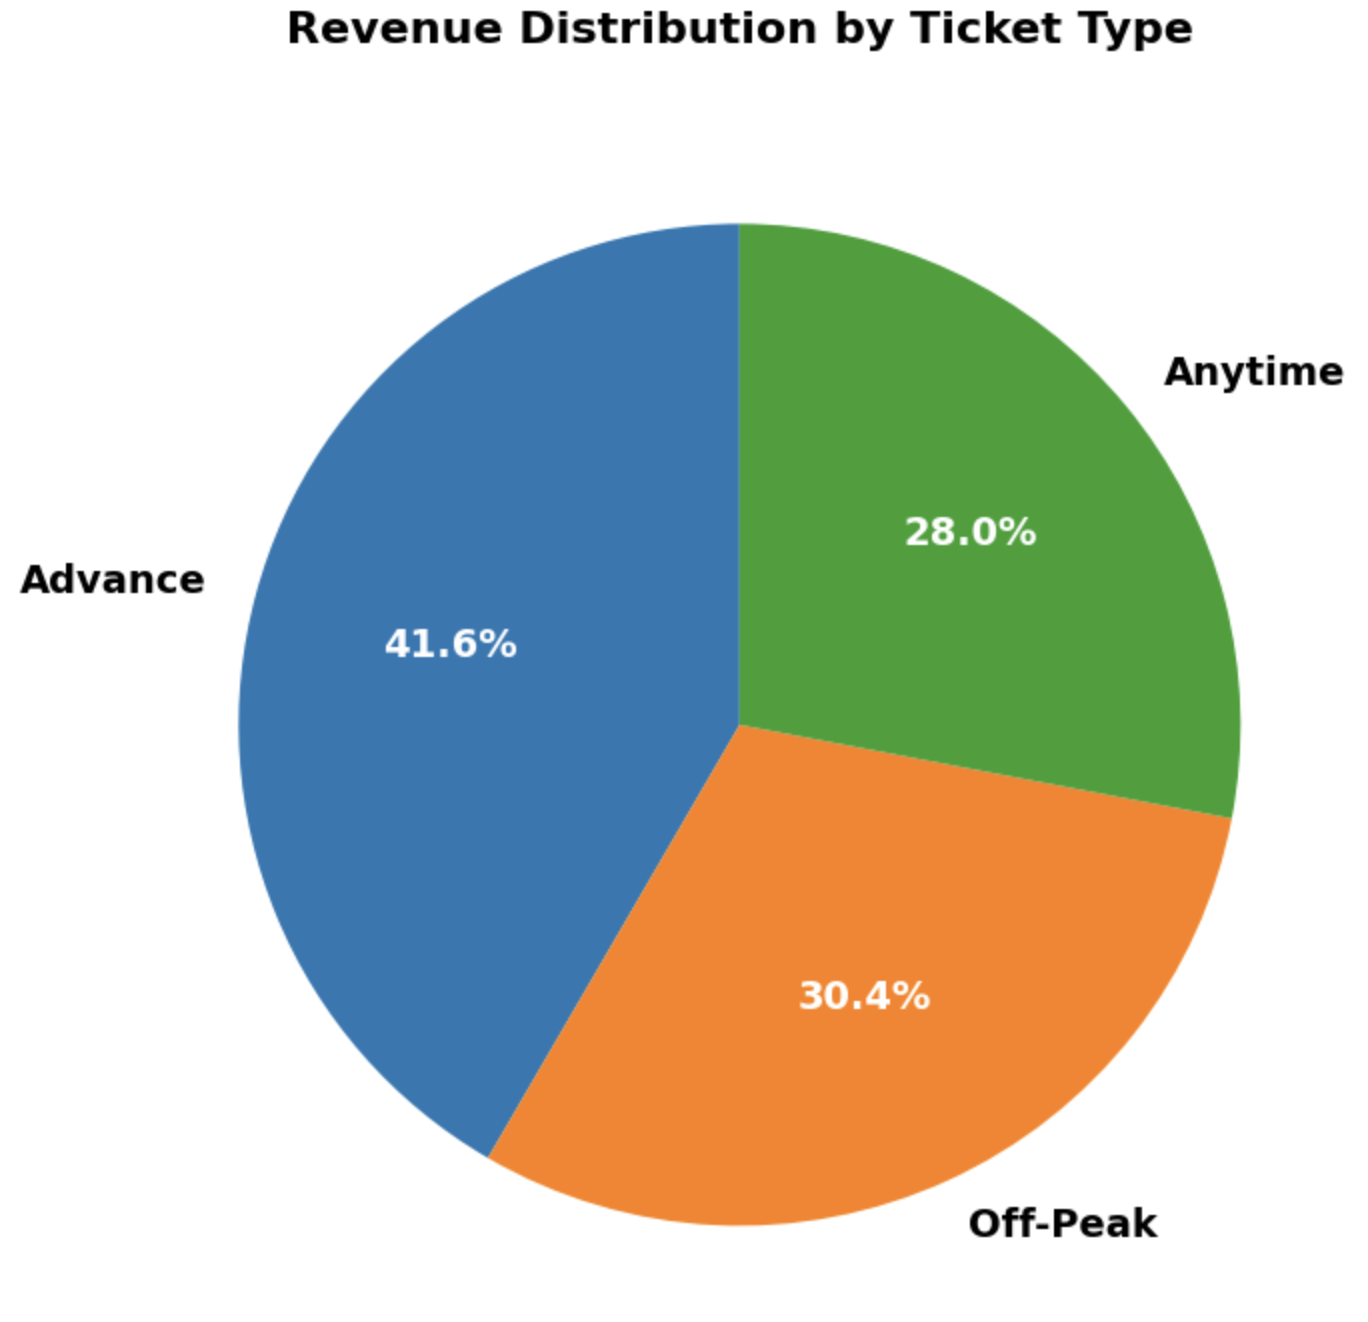 Revenue Distribution by Ticket Type
Anytime
28.0%
Advance
41.6%
30.4%
Off-Peak